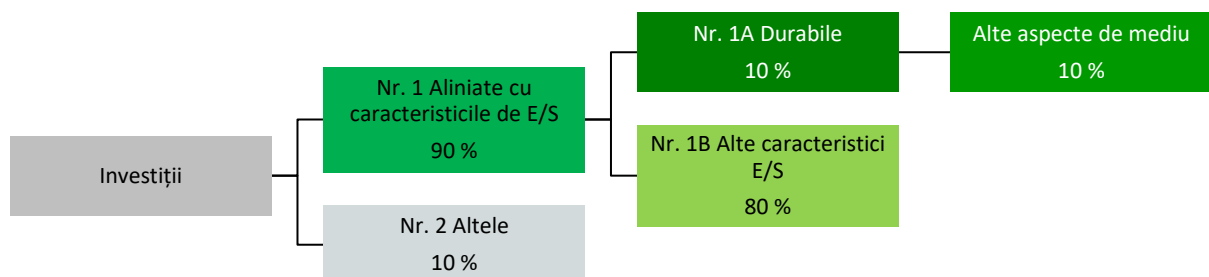 Investiții
Nr. 1 Aliniate cu
caracteristicile de E/S
90 %
Nr. 2 Altele
10 %
Nr. 1A Durabile
10 %
Nr. 1B Alte caracteristici
E/S
80 %
Alte aspecte de mediu
10 %